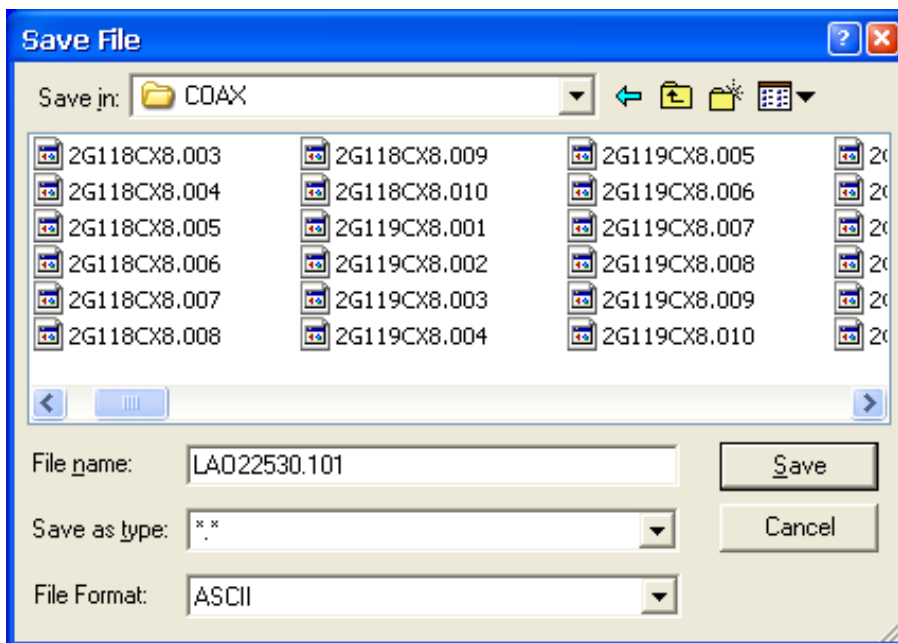 Save File
Save in: COAX
2G118CX8.003 2G118CX8.009 2G119CX8.005
2G118CX8.004 2G118CX8.010 2G119CX8.006
2G118CX8.005 2G119CX8.001 2G119CX8.007
2G118CX8.006 2G119CX8.002 2G119CX8.008
2G118CX8.007 2G119CX8.003 2G119CX8.009
2G118CX8.008 2G119CX8.004 2G119CX8.010
File name: LAO22530.101 Save
Save as type: *.* Cancel
File Format: ASCII